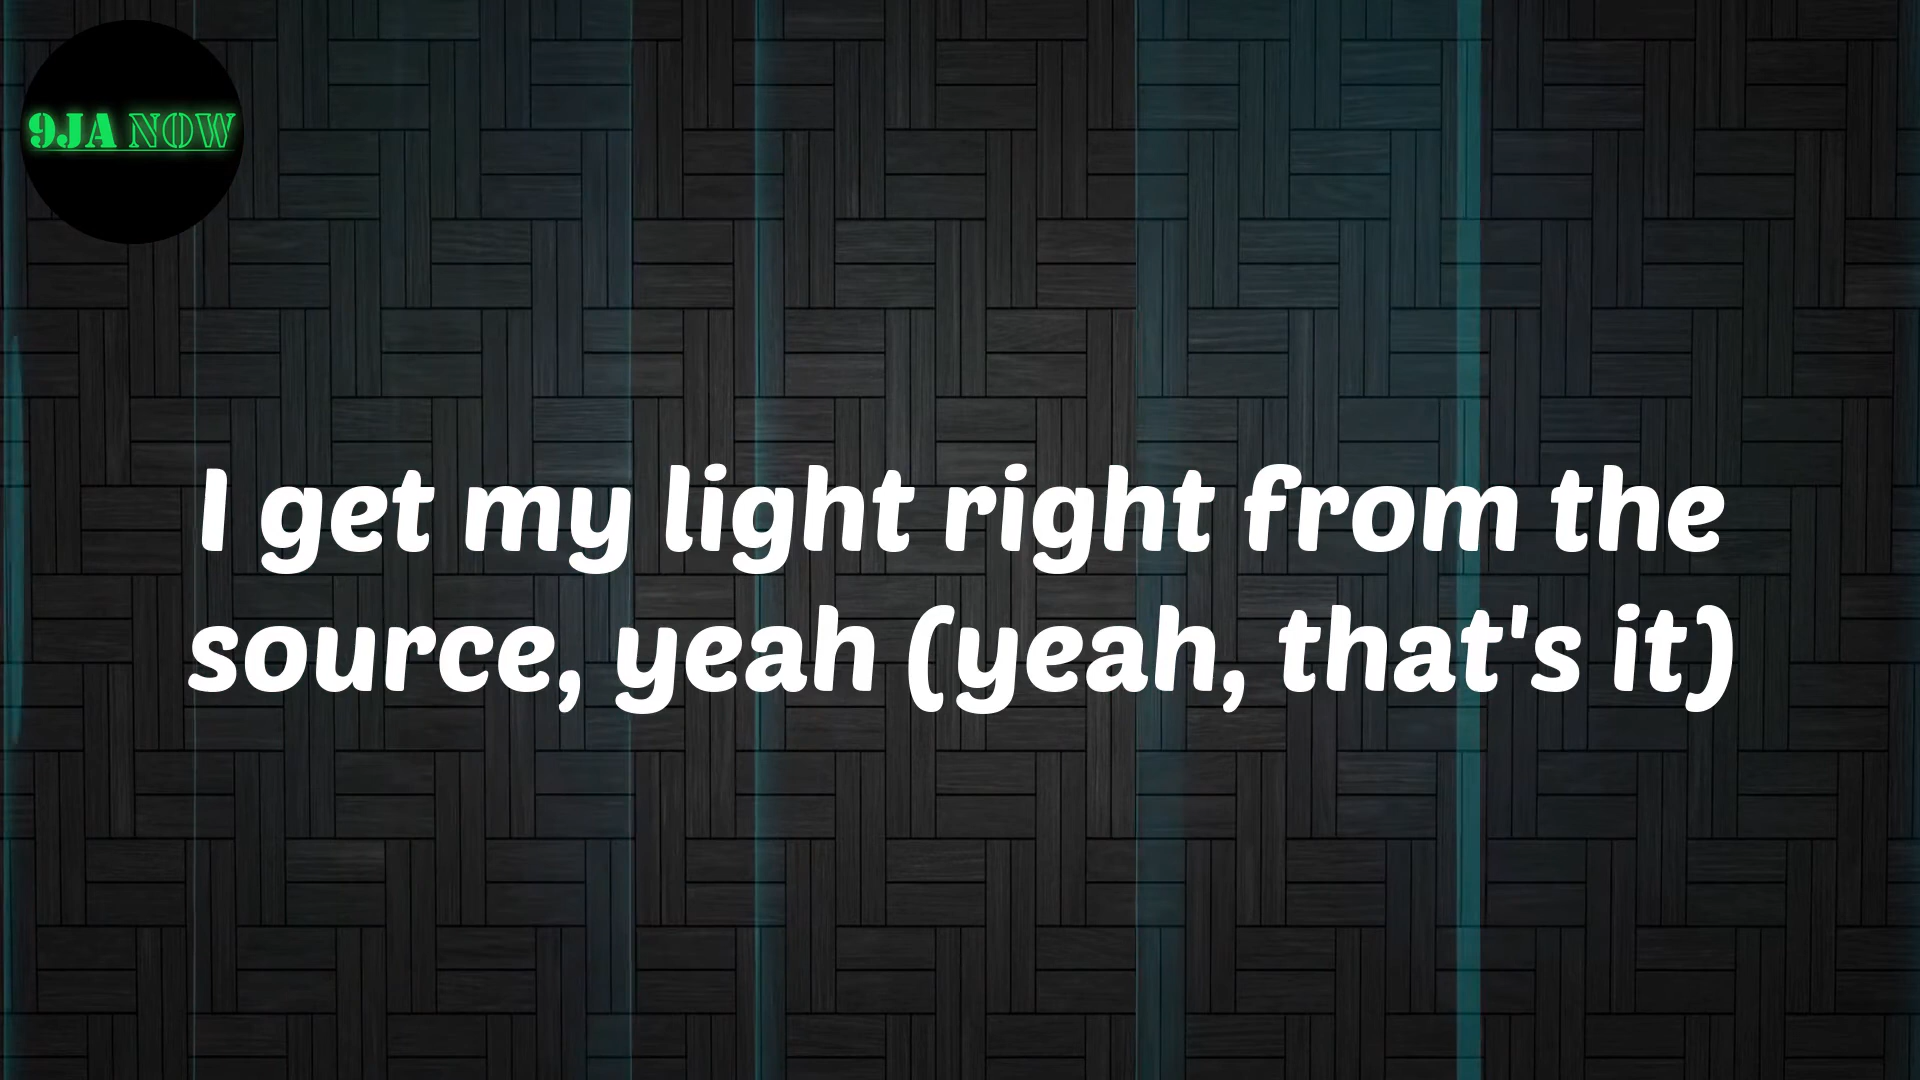 9JA NOW
I get my light right from the
source, yeah (yeah, that's it)